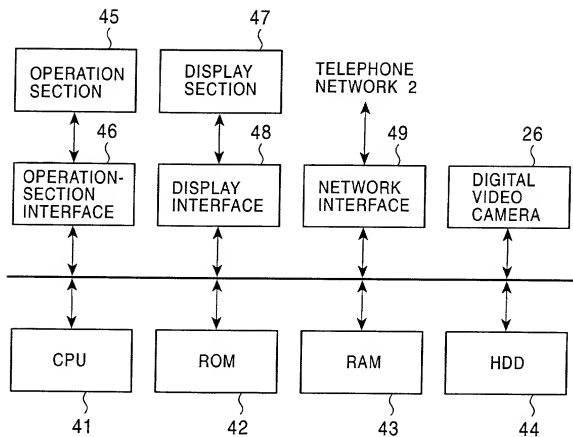 45
47
OPERATION
SECTION
DISPLAY
SECTION
TELEPHONE
NETWORK 2
46
48
49
26
OPERATION-
SECTION
INTERFACE
DISPLAY
INTERFACE
NETWORK
INTERFACE
DIGITAL
VIDEO
CAMERA
CPU
ROM
RAM
HDD
41
42
43
44